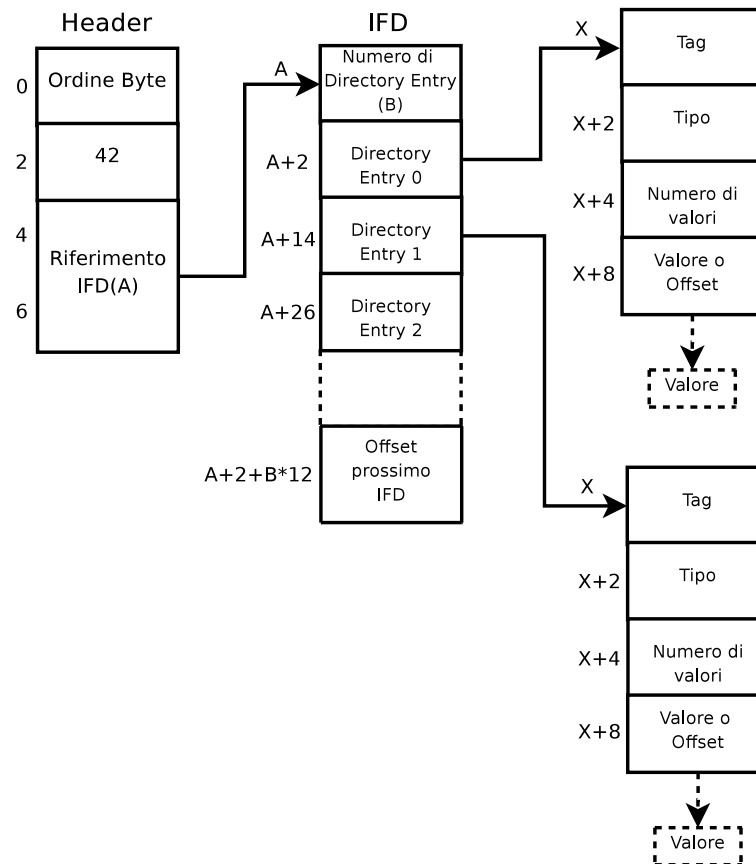 Header
0
Ordine Byte
2
42
4
Riferimento
IFD(A)
6
IFD
A
Numero di
Directory Entry
(B)
A+2
Directory
Entry 0
A+14
Directory
Entry 1
A+26
Directory
Entry 2
A+2+B*12
Offset
prossimo
IFD
X
Tag
X+2
Tipo
X+4
Numero di
valori
X+8
Valore o
Offset
Valore
X
Tag
X+2
Tipo
X+4
Numero di
valori
X+8
Valore o
Offset
Valore